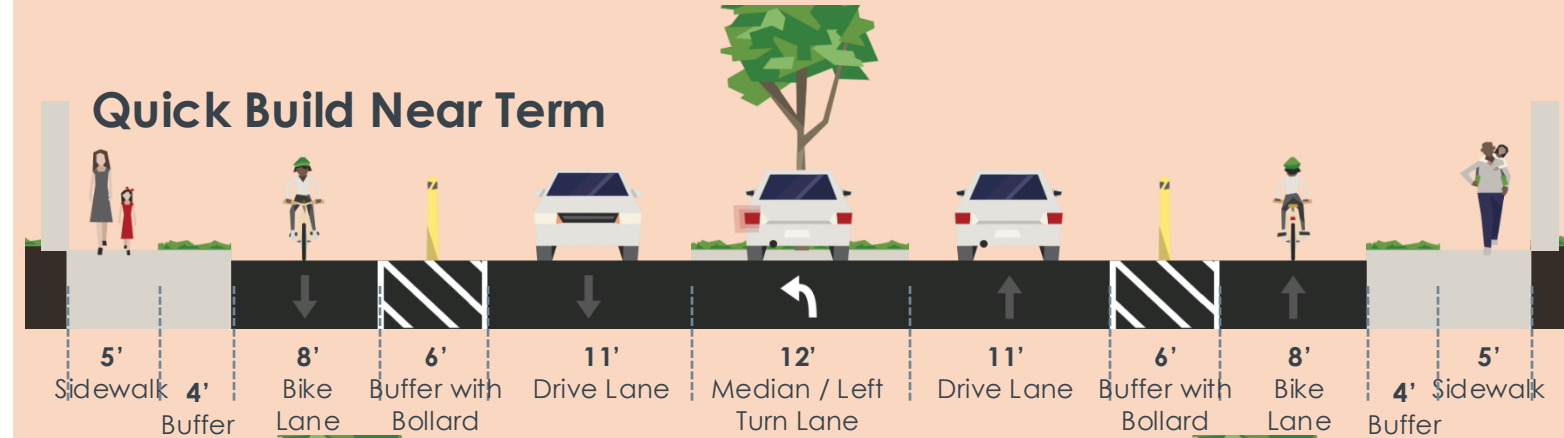 Quick Build Near Term
5’
Sidewalk
4’
Buffer
8’
Bike
Lane
6’
Buffer with
Bollard
11’
Drive Lane
12’
Median / Left
Turn Lane
11’
Drive Lane
6’
Buffer with
Bollard
8’
Bike
Lane
4’
Buffer
5’
Sidewalk